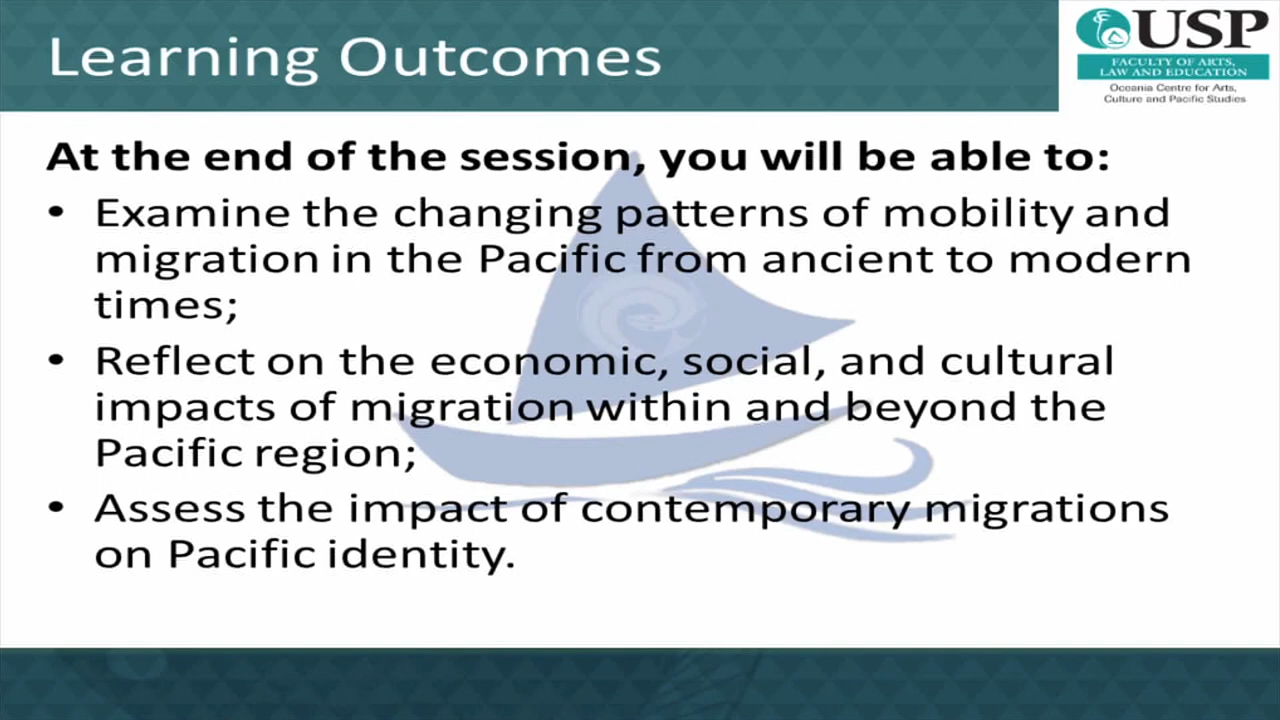 Learning Outcomes
USP
FACULTY OF ARTS,
LAW AND EDUCATION
Oceania Centre for Arts,
Culture and Pacific Studies
At the end of the session, you will be able to:
• Examine the changing patterns of mobility and
migration in the Pacific from ancient to modern
times;
• Reflect on the economic, social, and cultural
impacts of migration within and beyond the
Pacific region;
• Assess the impact of contemporary migrations
on Pacific identity.